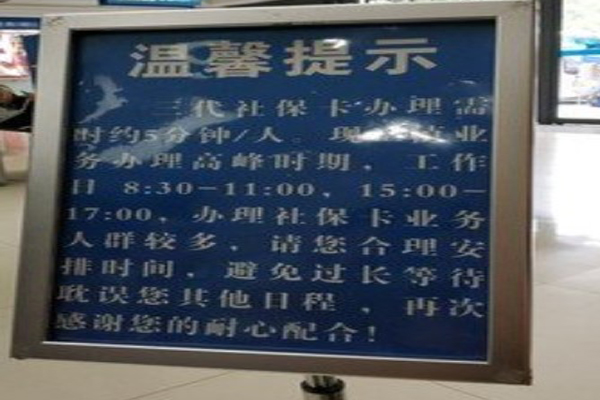 温馨提示
三代社保卡办理需
时约5分钟/人。现正值业
务办理高峰时期，工作
日 8:30-11:00，15:00-
17:00，办理社保卡业务
人群较多，请您合理安
排时间，避免过长等待
耽误您其他日程，再次
感谢您的耐心配合！